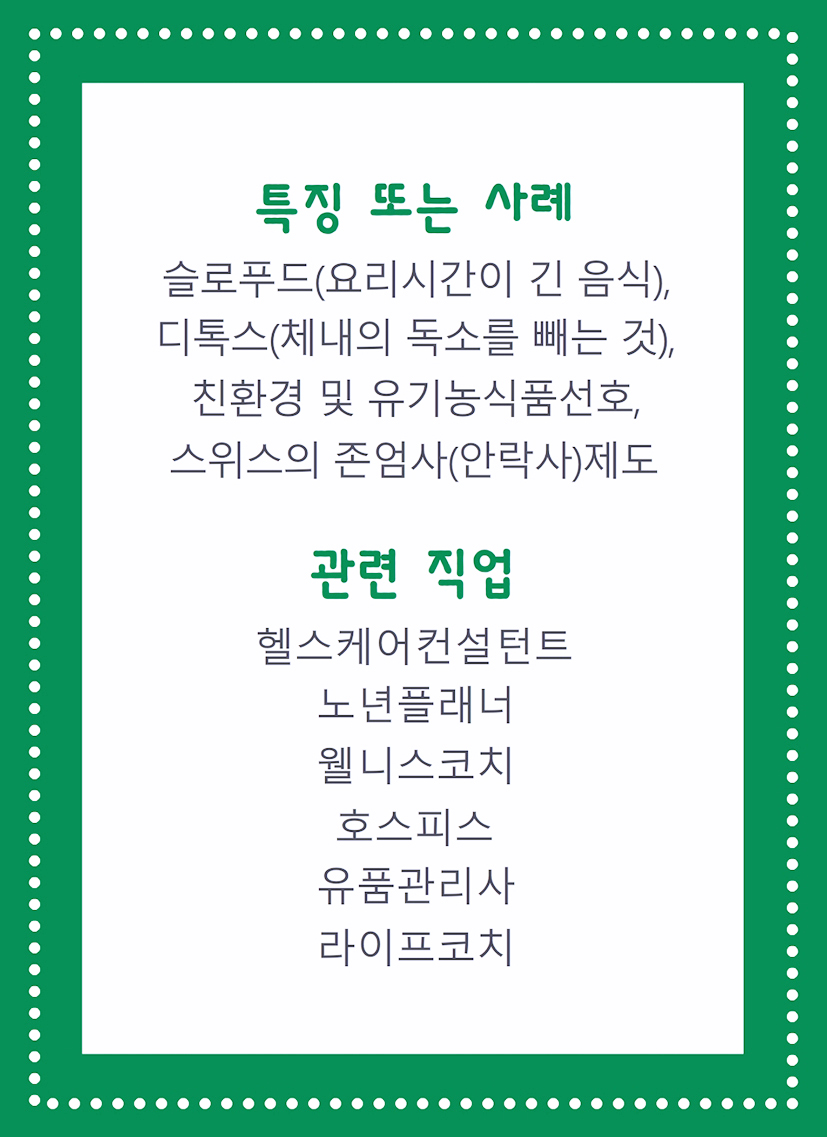 특징 또는 사례
슬로푸드(요리시간이 긴 음식),
디톡스(체내의 독소를 빼는 것),
친환경 및 유기농식품선호,
스위스의 존엄사(안락사)제도
관련 직업
헬스케어컨설턴트
노년플래너
웰니스코치
호스피스
유품관리사
라이프코치